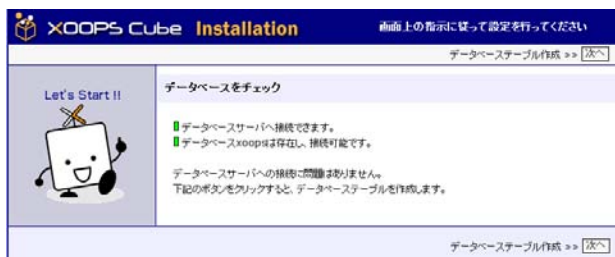 XOOPS Cube Installation 画面上の指示に従って設定を行ってください
データベーステーブル作成 >> 次へ
Let's Start !!
データベースをチェック
データベースサーバへ接続できます。
データベースxoopsは存在し、接続可能です。
データベースサーバへの接続に問題はありません。
下記のボタンをクリックすると、データベーステーブルを作成します。
データベーステーブル作成 >> 次へ